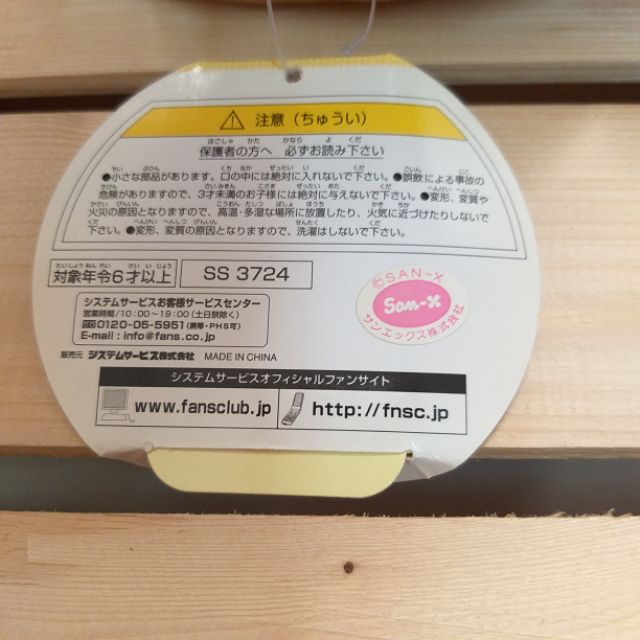 注意（ちゅうい）
保護者の方へ 必ずお読み下さい
●小さな部品があります。口の中には絶対に入れないで下さい。●誤飲による事故の
危険がありますので、3才未満のお子様には絶対に与えないで下さい。●変形、変質や
火災の原因となりますので、高温・多湿な場所に放置したり、火気に近づけたりしないで
下さい。●変形、変質の原因となりますので、洗濯はしないで下さい。
対象年令6才以上 SS 3724
システムサービスお客様サービスセンター
営業時間/10:00〜19:00(土日祭除く)
0120-05-5951(携帯・PHS可)
E-mail : info@fans.co.jp
販売元 システムサービス株式会社 MADE IN CHINA
©SAN-X
San-X
サンエックス株式会社
システムサービスオフィシャルファンサイト
www.fansclub.jp http://fnsc.jp